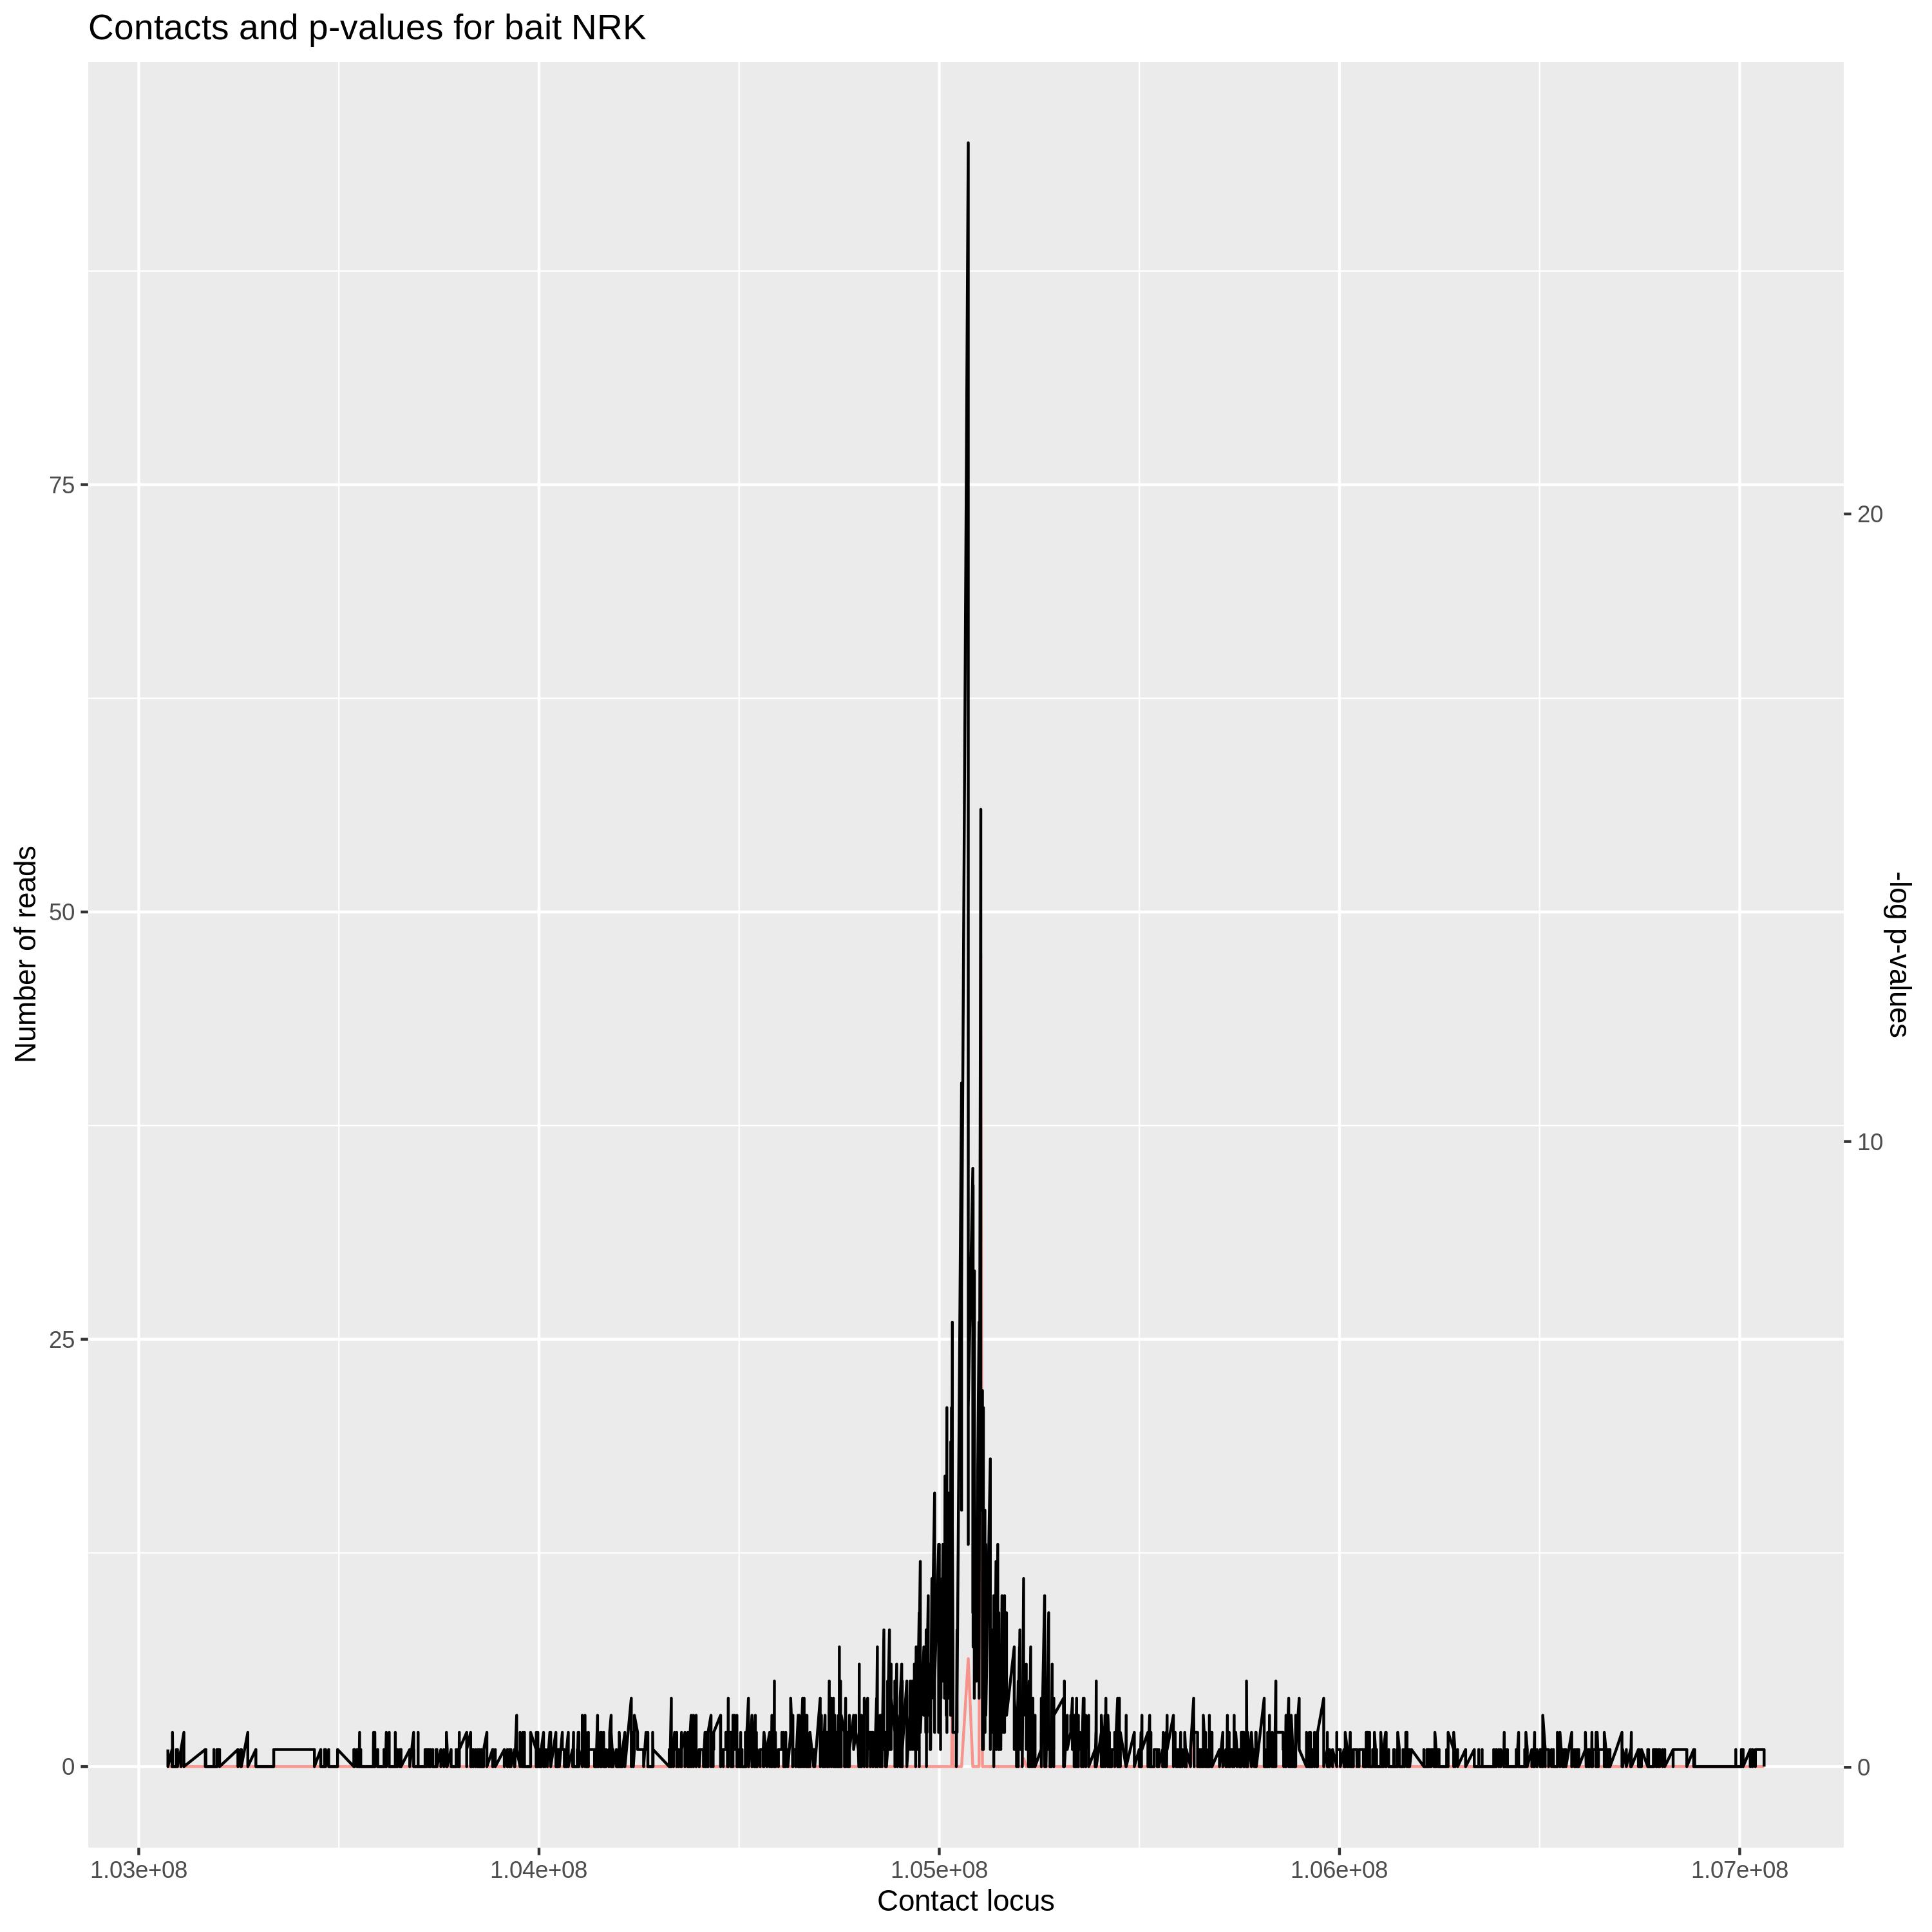 Contacts and p-values for bait NRK
Number of reads
75
50
25
0
20
10
0
-log p-values
1.03e+08
1.04e+08
1.05e+08
1.06e+08
1.07e+08
Contact locus